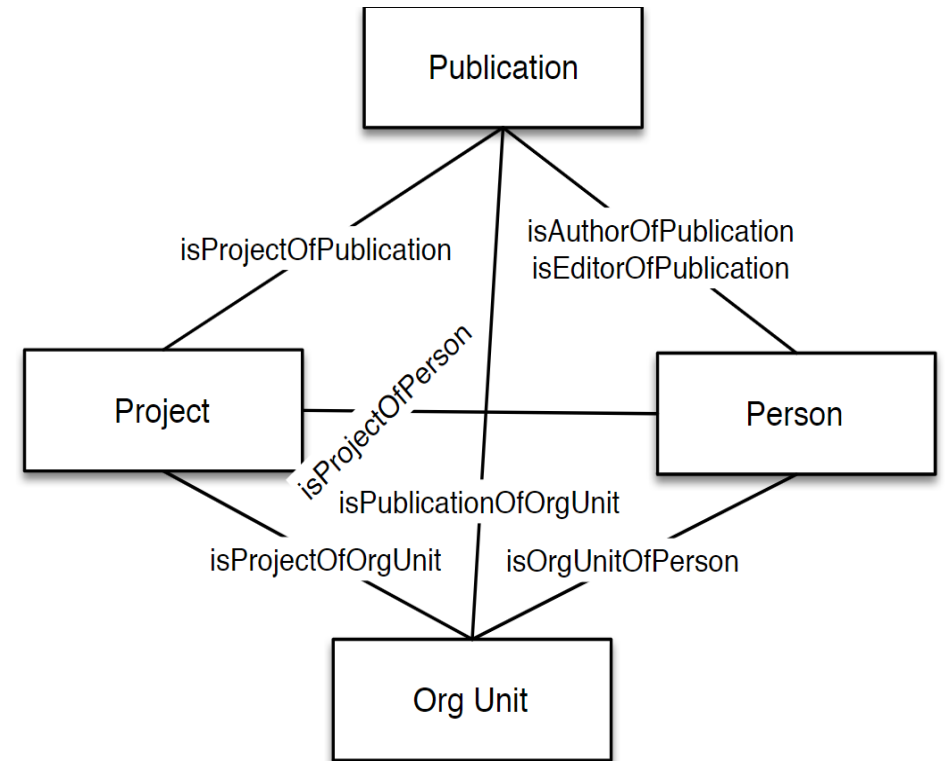 Publication
isProjectOfPublication
isAuthorOfPublication
isEditorOfPublication
isProjectOfPerson
Project
Person
isPublicationOfOrgUnit
isProjectOfOrgUnit
isOrgUnitOfPerson
Org Unit